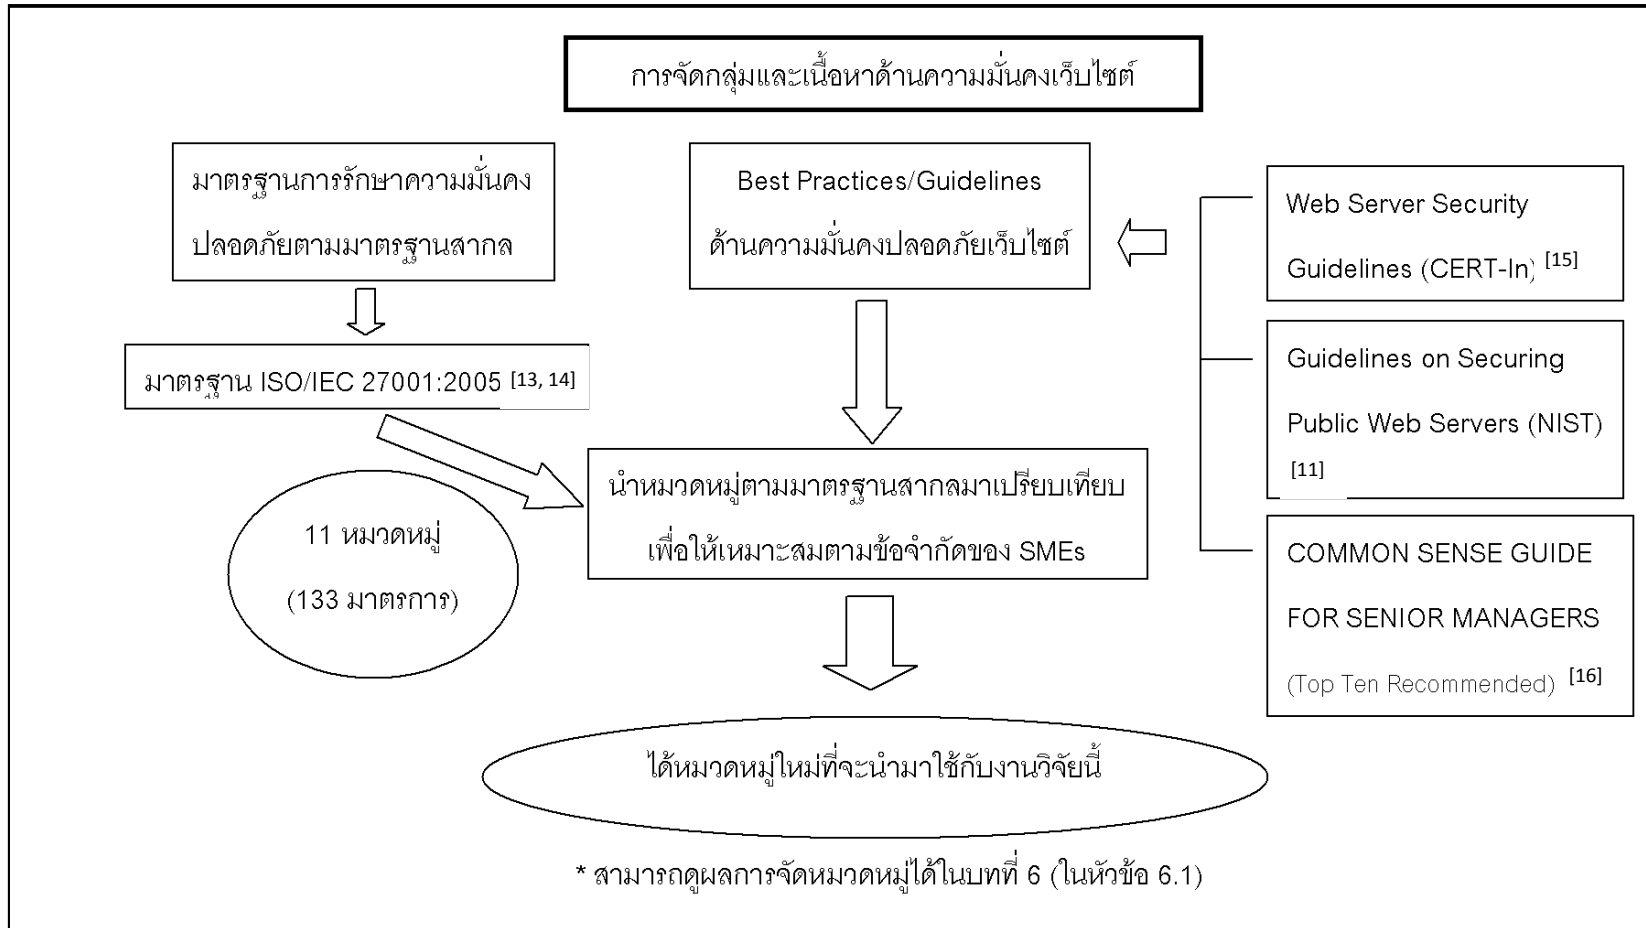 การจัดกลุ่มและเนื้อหาด้านความมั่นคงเว็บไซต์
มาตรฐานการรักษาความมั่นคง
ปลอดภัยตามมาตรฐานสากล
มาตรฐาน ISO/IEC 27001:2005 [13, 14]
11 หมวดหมู่
(133 มาตรการ)
Best Practices/Guidelines
ด้านความมั่นคงปลอดภัยเว็บไซต์
Web Server Security
Guidelines (CERT-In) [15]
Guidelines on Securing
Public Web Servers (NIST)
[11]
COMMON SENSE GUIDE
FOR SENIOR MANAGERS
(Top Ten Recommended) [16]
นำหมวดหมู่ตามมาตรฐานสากลมาเปรียบเทียบ
เพื่อให้เหมาะสมตามข้อจำกัดของ SMEs
ได้หมวดหมู่ใหม่ที่จะนำมาใช้กับงานวิจัยนี้
* สามารถดูผลการจัดหมวดหมู่ได้ในบทที่ 6 (ในหัวข้อ 6.1)